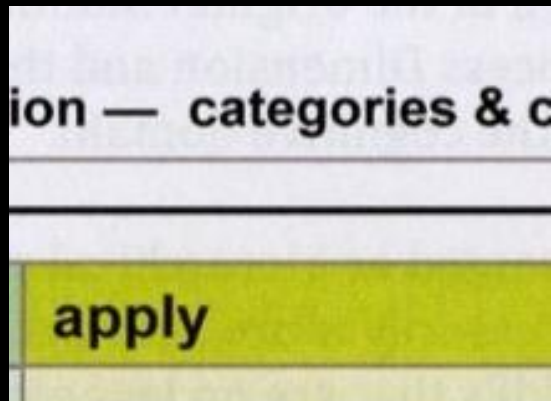 ion — categories & c
apply